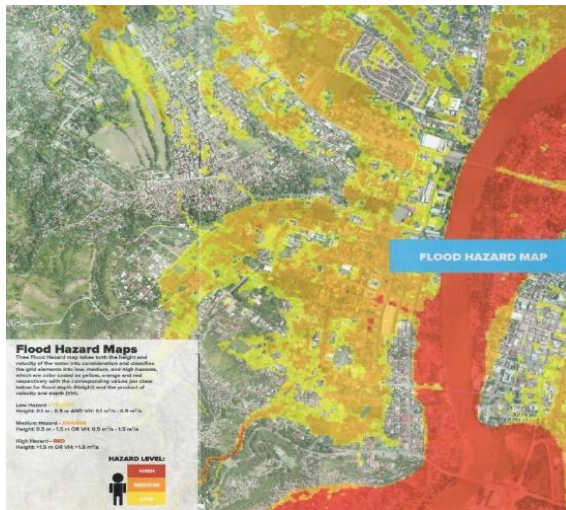 FLOOD HAZARD MAP
Flood Hazard Maps
Thee Flood Hazard map takes both the height and
velocity of the water into consideration and classifies
the grid elements into low, medium, and high hazards,
which are color coded as yellow, orange and red
respectively with the corresponding values per class
below for flood depth (Height) and the product of
velocity and depth (VH).
Low Hazard - YELLOW
Height: 0.1 m - 0.5 m AND VH: 0.1 m²/s - 0.5 m²/s
Medium Hazard - ORANGE
Height: 0.5 m - 1.5 m OR VH: 0.5 m²/s - 1.5 m²/s
High Hazard - RED
Height: >1.5 m OR VH: >1.5 m²/s
HAZARD LEVEL:
HIGH
MEDIUM
LOW